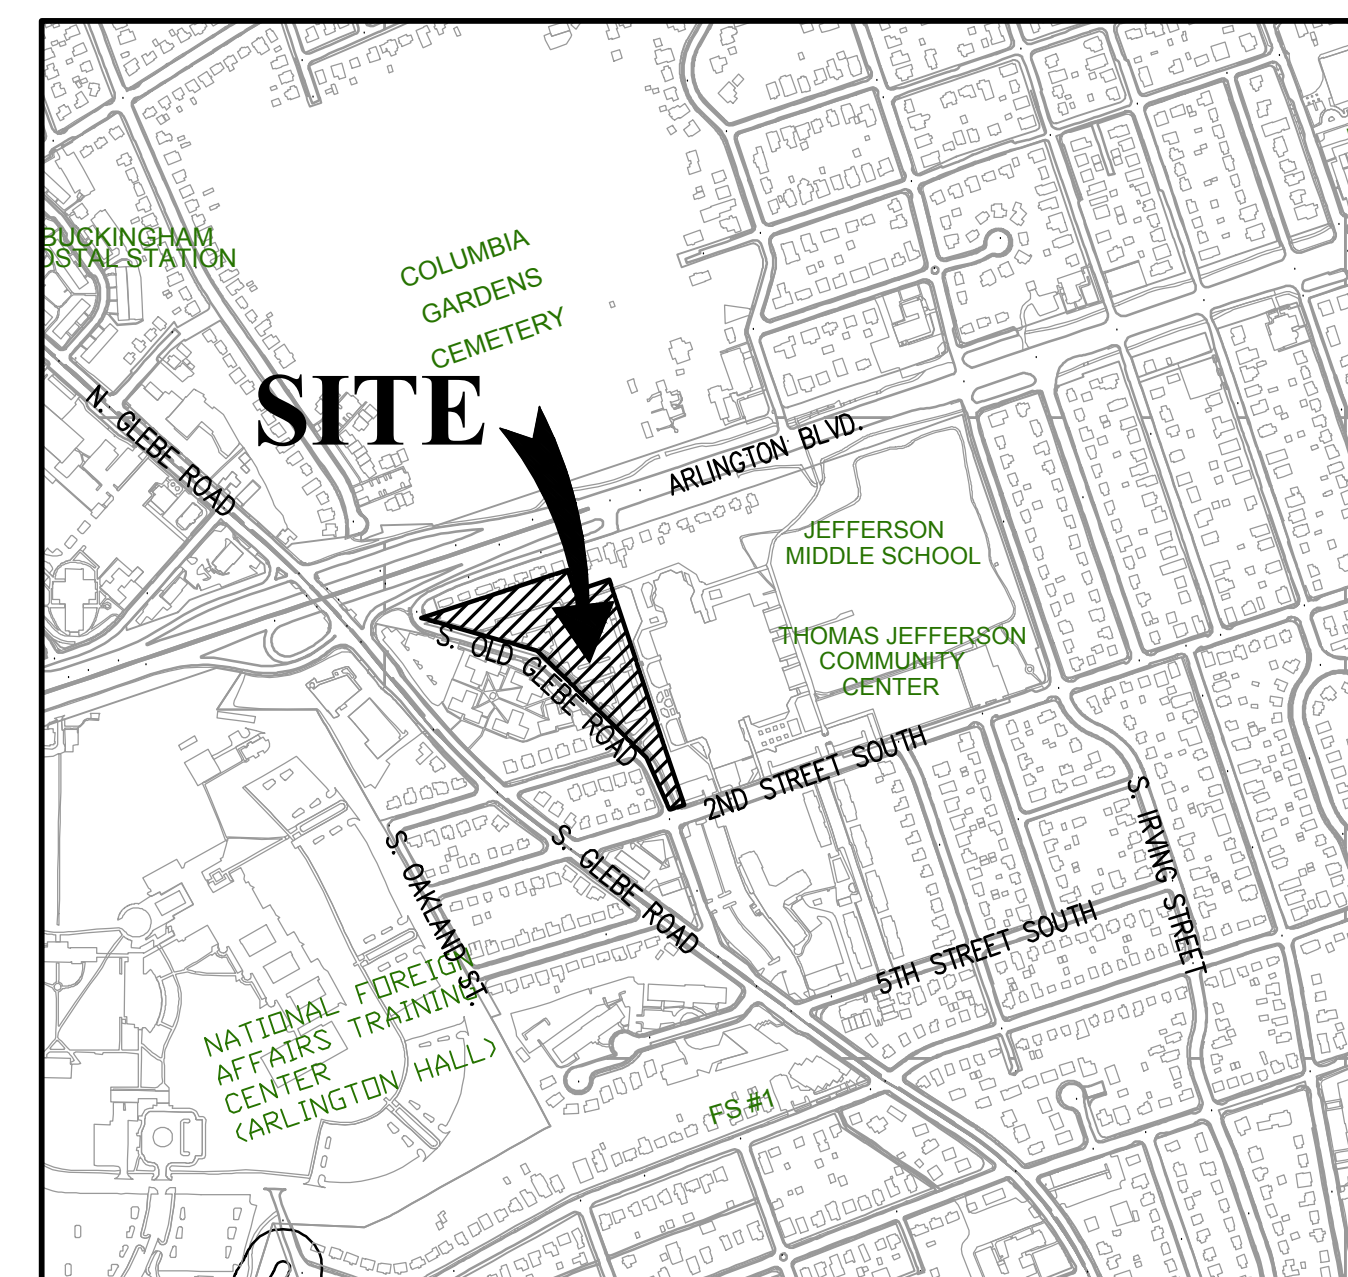 BUCKINGHAM
OSTAL STATION
COLUMBIA
GARDENS
CEMETERY
SITE
N. GLEBE ROAD
ARLINGTON BLVD.
JEFFERSON
MIDDLE SCHOOL
THOMAS JEFFERSON
COMMUNITY
CENTER
S. OLD GLEBE ROAD
2ND STREET SOUTH
S. IRVING STREET
S. GLEBE ROAD
S. OAKLAND ST.
5TH STREET SOUTH
NATIONAL FOREIGN
AFFAIRS TRAINING
CENTER
(ARLINGTON HALL)
FS #1